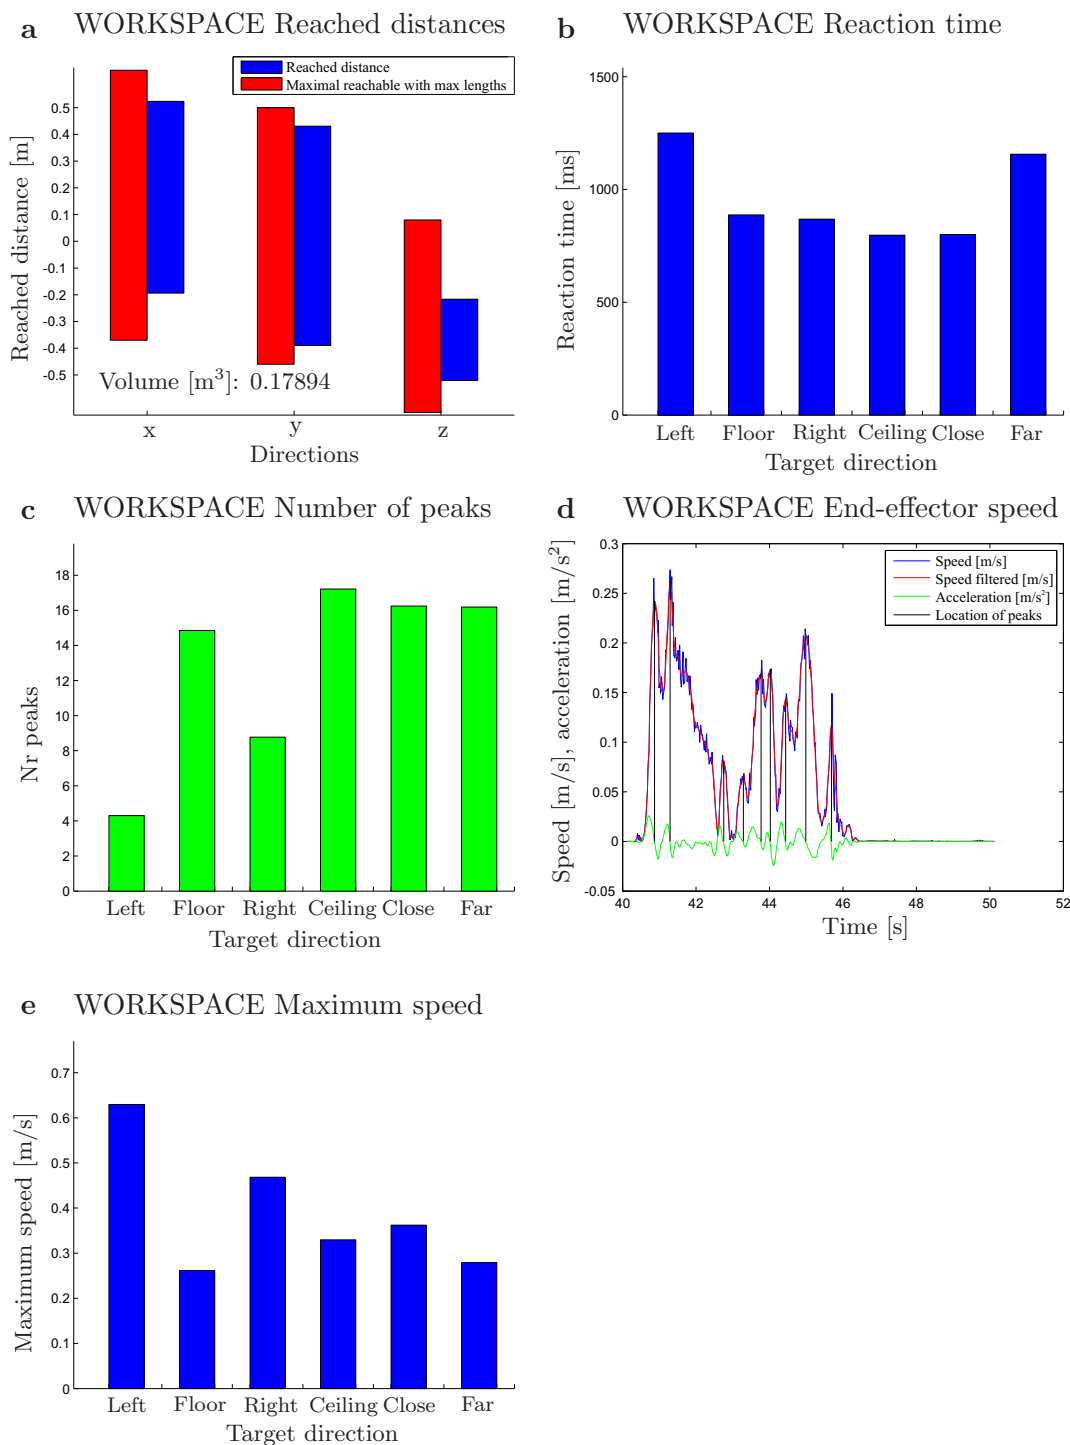 a WORKSPACE Reached distances
Reached distance
Maximal reachable with max lengths
Reached distance [m]
0.5
0.4
0.3
0.2
0.1
0
-0.1
-0.2
-0.3
-0.4
-0.5
Volume [m³]: 0.17894
x y z
Directions
b WORKSPACE Reaction time
Reaction time [ms]
1500
1000
500
0
Left Floor Right Ceiling Close Far
Target direction
c WORKSPACE Number of peaks
Nr peaks
18
16
14
12
10
8
6
4
2
0
Left Floor Right Ceiling Close Far
Target direction
d WORKSPACE End-effector speed
Speed [m/s], acceleration [m/s²]
Speed [m/s]
Speed filtered [m/s]
Acceleration [m/s²]
Location of peaks
0.3
0.25
0.2
0.15
0.1
0.05
0
-0.05
40 42 44 46 48 50 52
Time [s]
e WORKSPACE Maximum speed
Maximum speed [m/s]
0.7
0.6
0.5
0.4
0.3
0.2
0.1
0
Left Floor Right Ceiling Close Far
Target direction